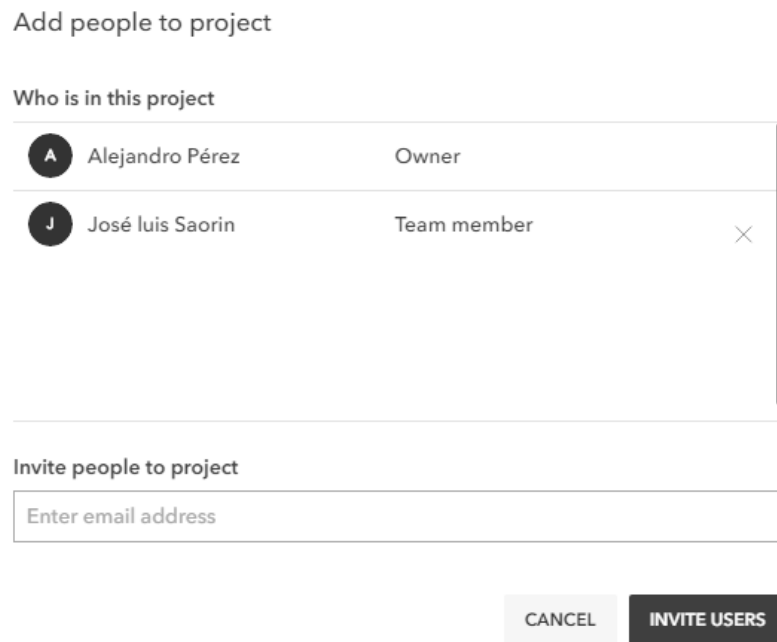 Add people to project
Who is in this project
A Alejandro Pérez Owner
J José luis Saorin Team member
Invite people to project
Enter email address
CANCEL INVITE USERS